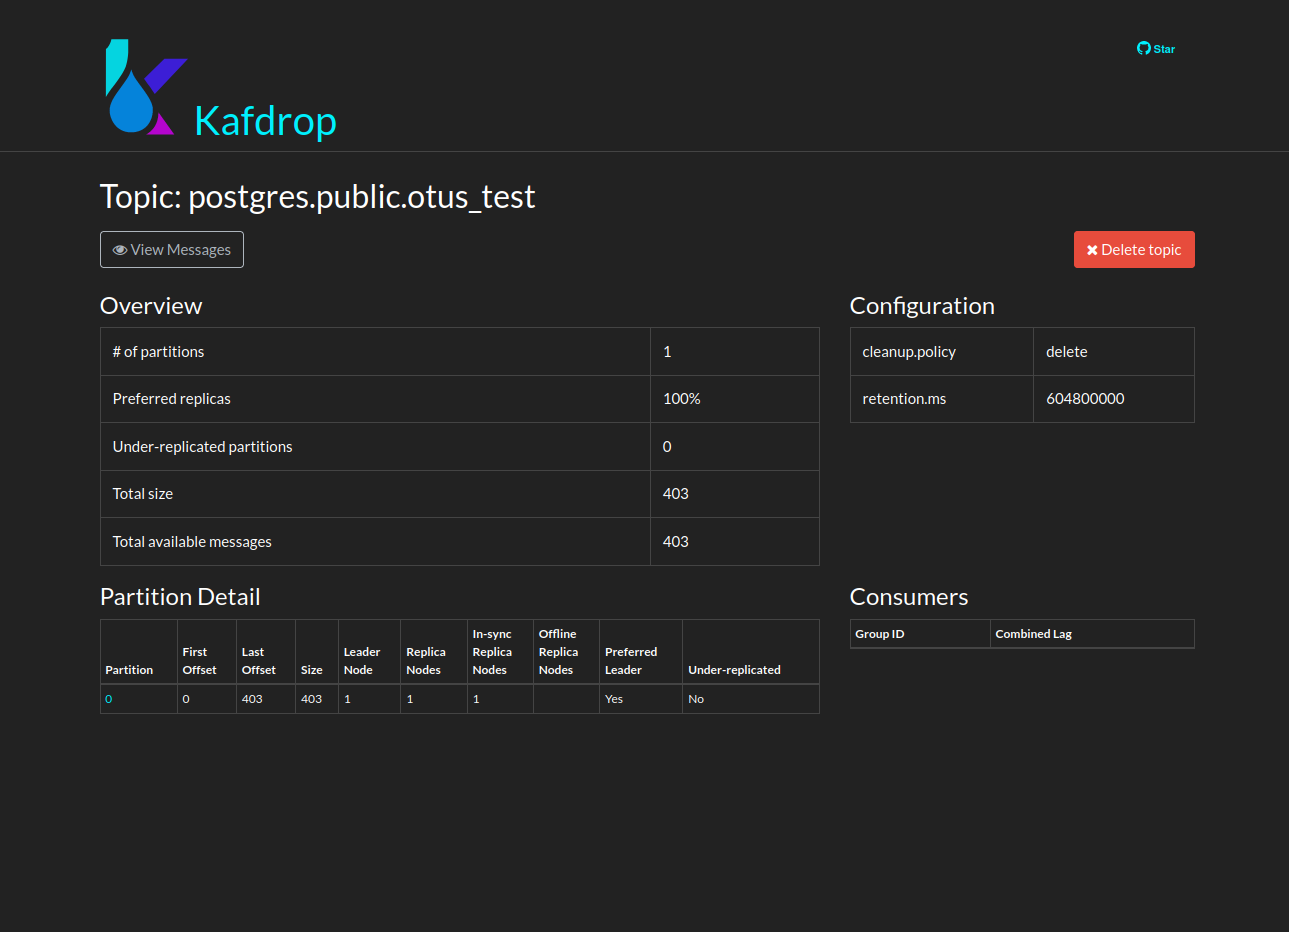 Star
Kafdrop
Topic: postgres.public.otus_test
View Messages
Delete topic
Overview
# of partitions 1
Preferred replicas 100%
Under-replicated partitions 0
Total size 403
Total available messages 403
Configuration
cleanup.policy delete
retention.ms 604800000
Partition Detail
Partition First Offset Last Offset Size Leader Node Replica Nodes In-sync Replica Nodes Offline Replica Nodes Preferred Leader Under-replicated
0 0 403 403 1 1 1 Yes No
Consumers
Group ID Combined Lag